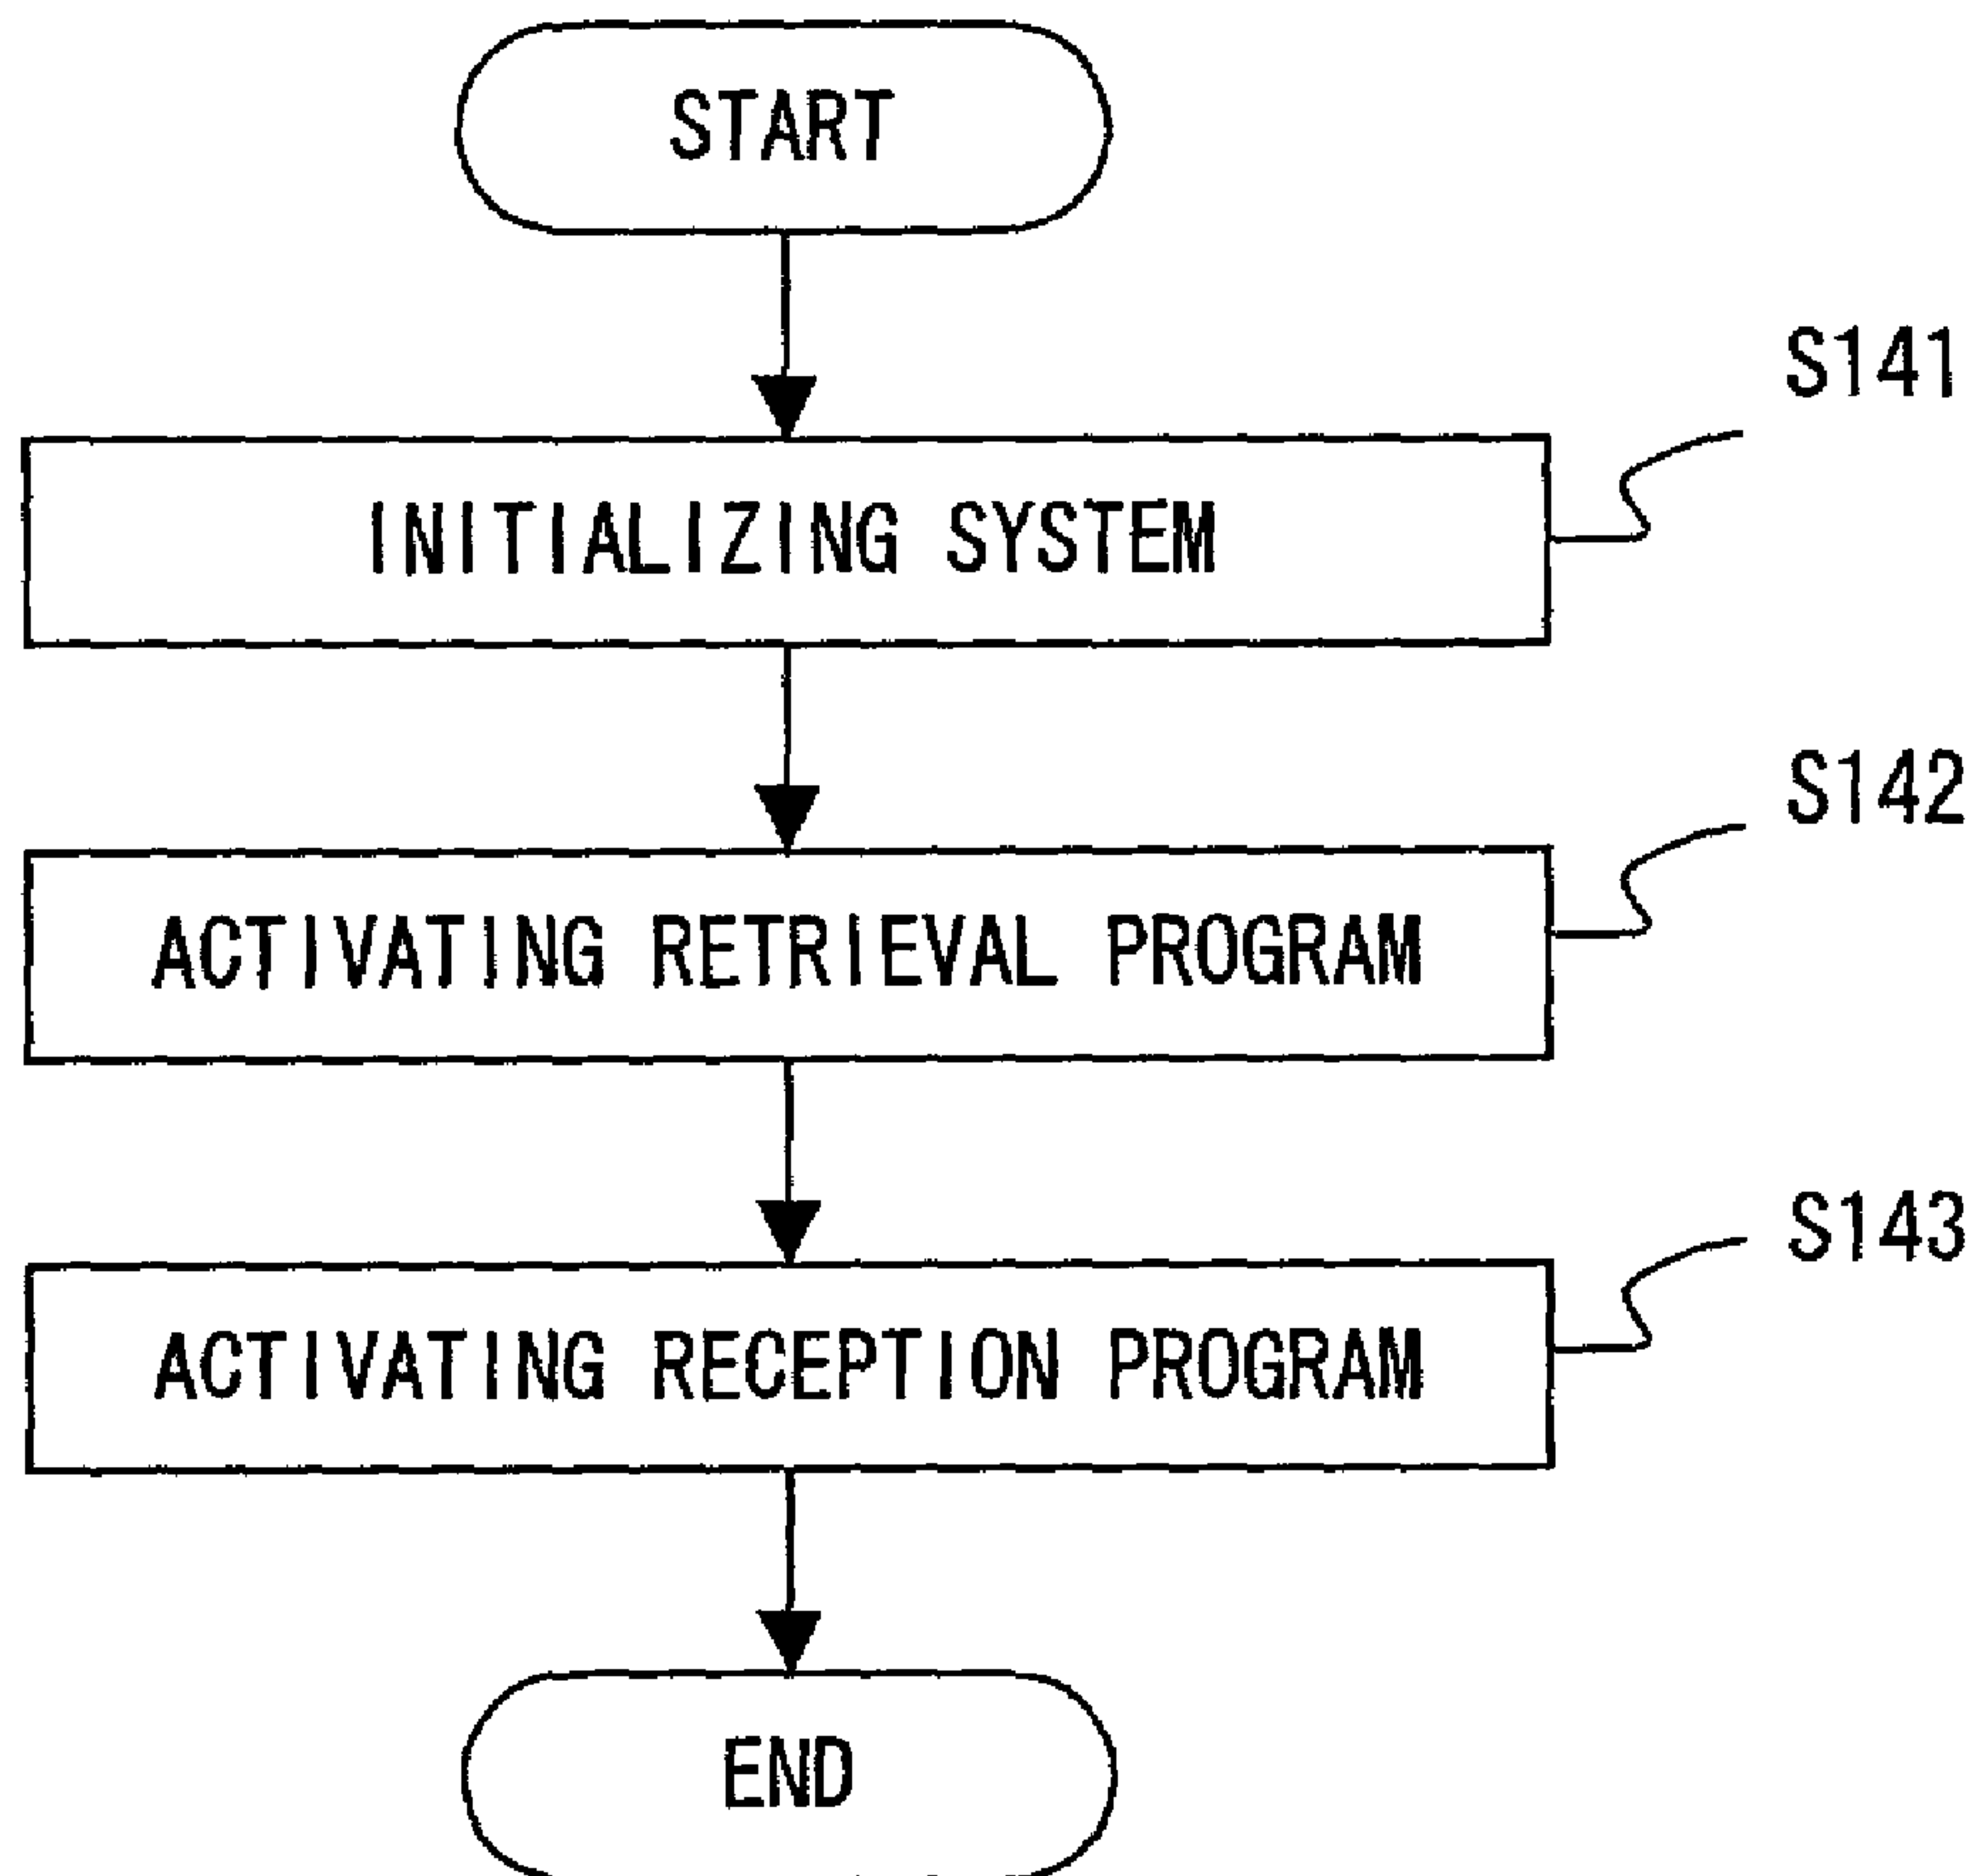 START
S141
INITIALIZING SYSTEM
S142
ACTIVATING RETRIEVAL PROGRAM
S143
ACTIVATING RECEPTION PROGRAM
END